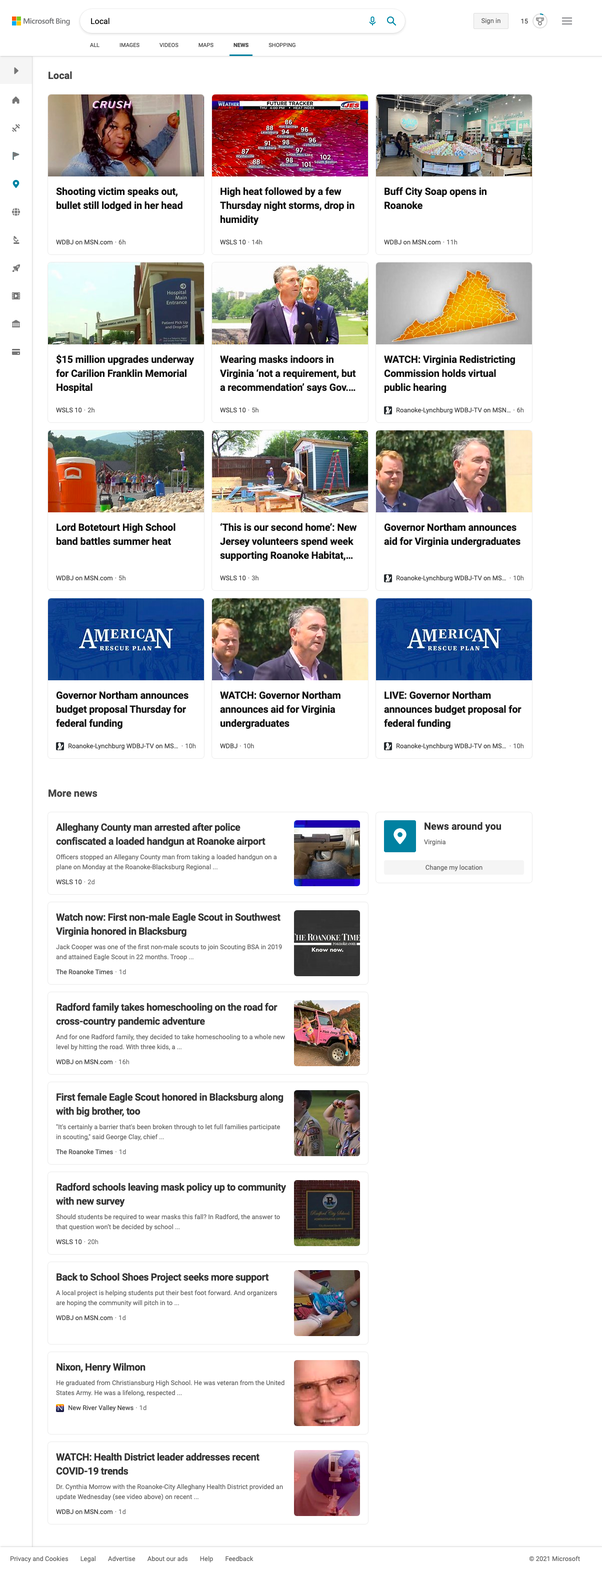 Microsoft Bing
Local
Sign in
15
ALL
IMAGES
VIDEOS
MAPS
NEWS
SHOPPING
Local
CRUSH
WEATHER
FUTURE TRACKER
Shooting victim speaks out,
bullet still lodged in her head
WDBJ on MSN.com · 6h
High heat followed by a few
Thursday night storms, drop in
humidity
WSLS 10 · 14h
Buff City Soap opens in
Roanoke
WDBJ on MSN.com · 11h
Hospital
Main
Entrance
$15 million upgrades underway
for Carilion Franklin Memorial
Hospital
WSLS 10 · 2h
Wearing masks indoors in
Virginia ‘not a requirement, but
a recommendation’ says Gov....
WSLS 10 · 5h
WATCH: Virginia Redistricting
Commission holds virtual
public hearing
Roanoke-Lynchburg WDBJ-TV on MSN... · 6h
Lord Botetourt High School
band battles summer heat
WDBJ on MSN.com · 5h
‘This is our second home’: New
Jersey volunteers spend week
supporting Roanoke Habitat,...
WSLS 10 · 3h
Governor Northam announces
aid for Virginia undergraduates
Roanoke-Lynchburg WDBJ-TV on MS... · 10h
AMERICAN
RESCUE PLAN
Governor Northam announces
budget proposal Thursday for
federal funding
Roanoke-Lynchburg WDBJ-TV on MS... · 10h
WATCH: Governor Northam
announces aid for Virginia
undergraduates
WDBJ · 10h
AMERICAN
RESCUE PLAN
LIVE: Governor Northam
announces budget proposal for
federal funding
Roanoke-Lynchburg WDBJ-TV on MS... · 10h
More news
Alleghany County man arrested after police
confiscated a loaded handgun at Roanoke airport
Officers stopped an Allegany County man from taking a loaded handgun on a
plane on Monday at the Roanoke-Blacksburg Regional ...
WSLS 10 · 2d
News around you
Virginia
Change my location
Watch now: First non-male Eagle Scout in Southwest
Virginia honored in Blacksburg
Jack Cooper was one of the first non-male scouts to join Scouting BSA in 2019
and attained Eagle Scout in 22 months. Troop ...
The Roanoke Times · 1d
THE ROANOKE TIMES
Know now.
Radford family takes homeschooling on the road for
cross-country pandemic adventure
And for one Radford family, they decided to take homeschooling to a whole new
level by hitting the road. With three kids, a ...
WDBJ on MSN.com · 16h
First female Eagle Scout honored in Blacksburg along
with big brother, too
"It's certainly a barrier that's been broken through to let full families participate
in scouting," said George Clay, chief ...
The Roanoke Times · 1d
Radford schools leaving mask policy up to community
with new survey
Should students be required to wear masks this fall? In Radford, the answer to
that question won't be decided by school ...
WSLS 10 · 20h
Back to School Shoes Project seeks more support
A local project is helping students put their best foot forward. And organizers
are hoping the community will pitch in to ...
WDBJ on MSN.com · 1d
Nixon, Henry Wilmon
He graduated from Christiansburg High School. He was veteran from the United
States Army. He was a lifelong, respected ...
New River Valley News · 1d
WATCH: Health District leader addresses recent
COVID-19 trends
Dr. Cynthia Morrow with the Roanoke-City Alleghany Health District provided an
update Wednesday (see video above) on recent ...
WDBJ on MSN.com · 1d
Privacy and Cookies
Legal
Advertise
About our ads
Help
Feedback
© 2021 Microsoft